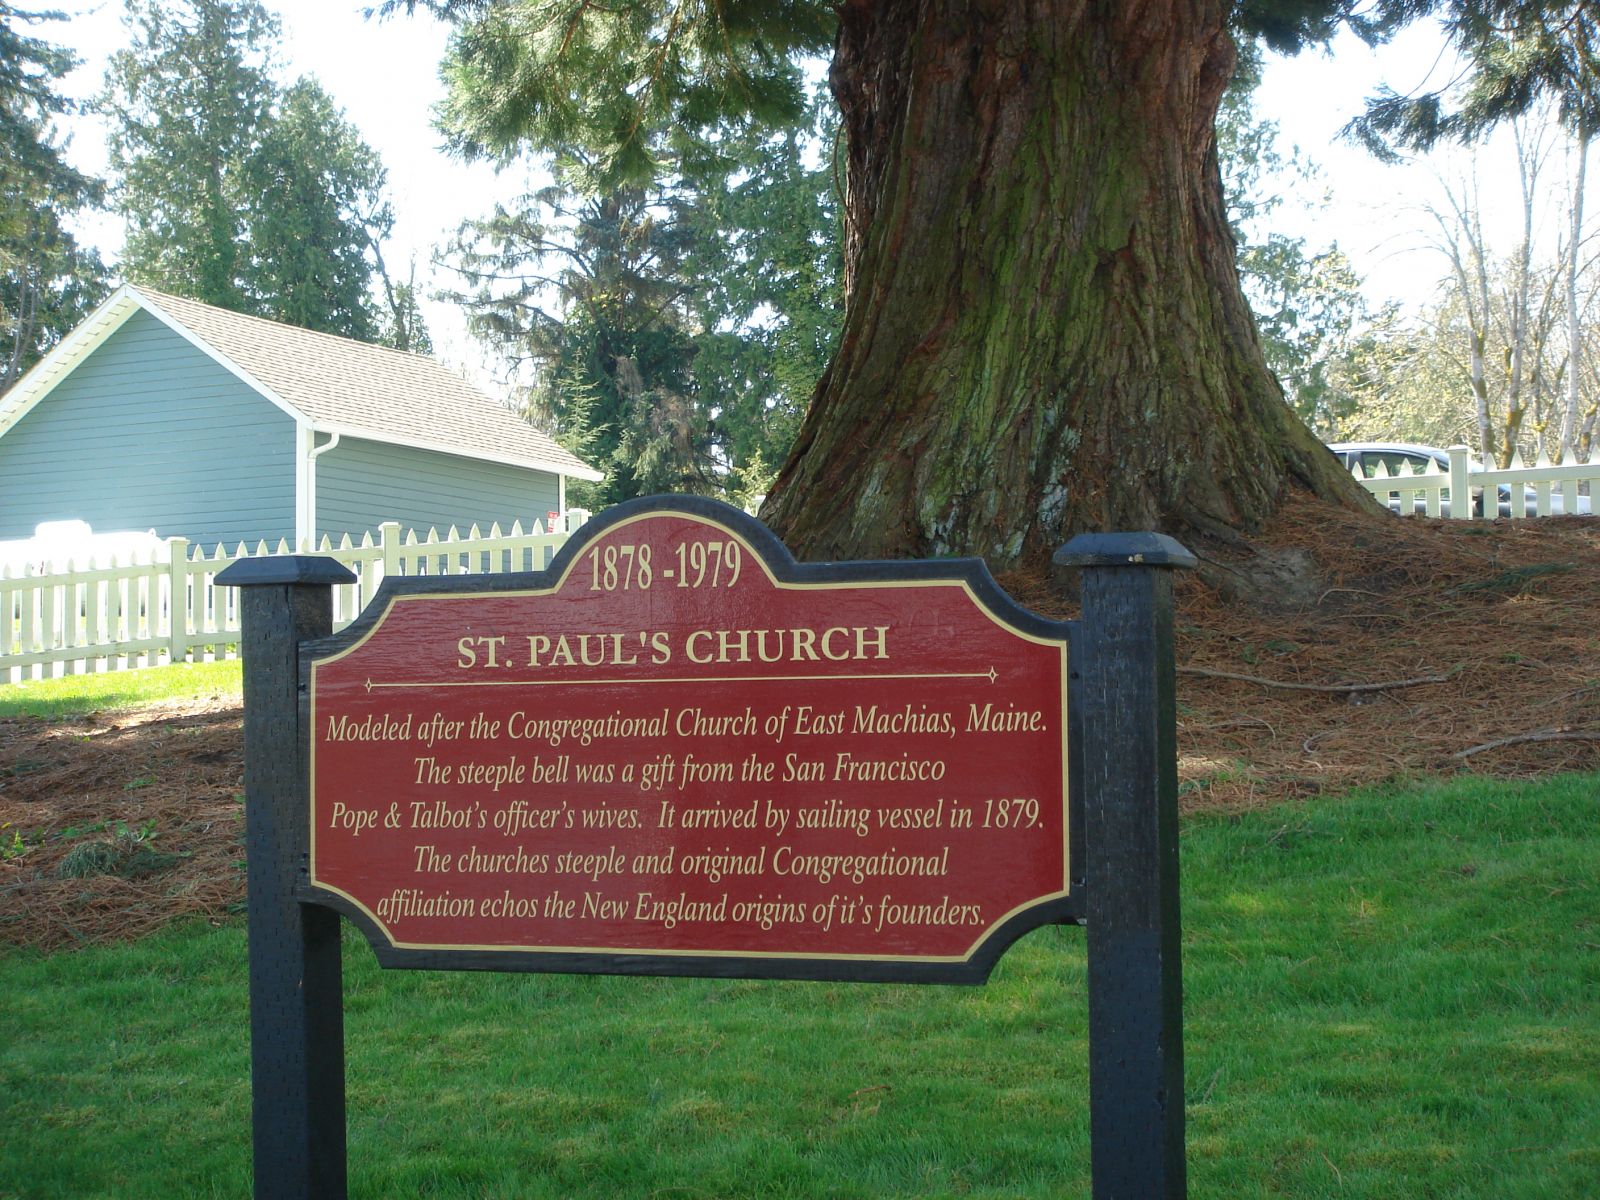 1878 - 1979
ST. PAUL'S CHURCH
Modeled after the Congregational Church of East Machias, Maine.
The steeple bell was a gift from the San Francisco
Pope & Talbot's officer's wives. It arrived by sailing vessel in 1879.
The churches steeple and original Congregational
affiliation echos the New England origins of it's founders.